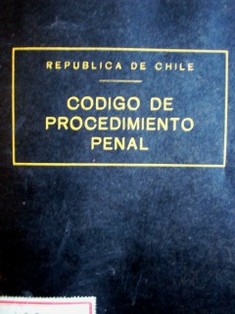 REPUBLICA DE CHILE
CODIGO DE
PROCEDIMIENTO
PENAL